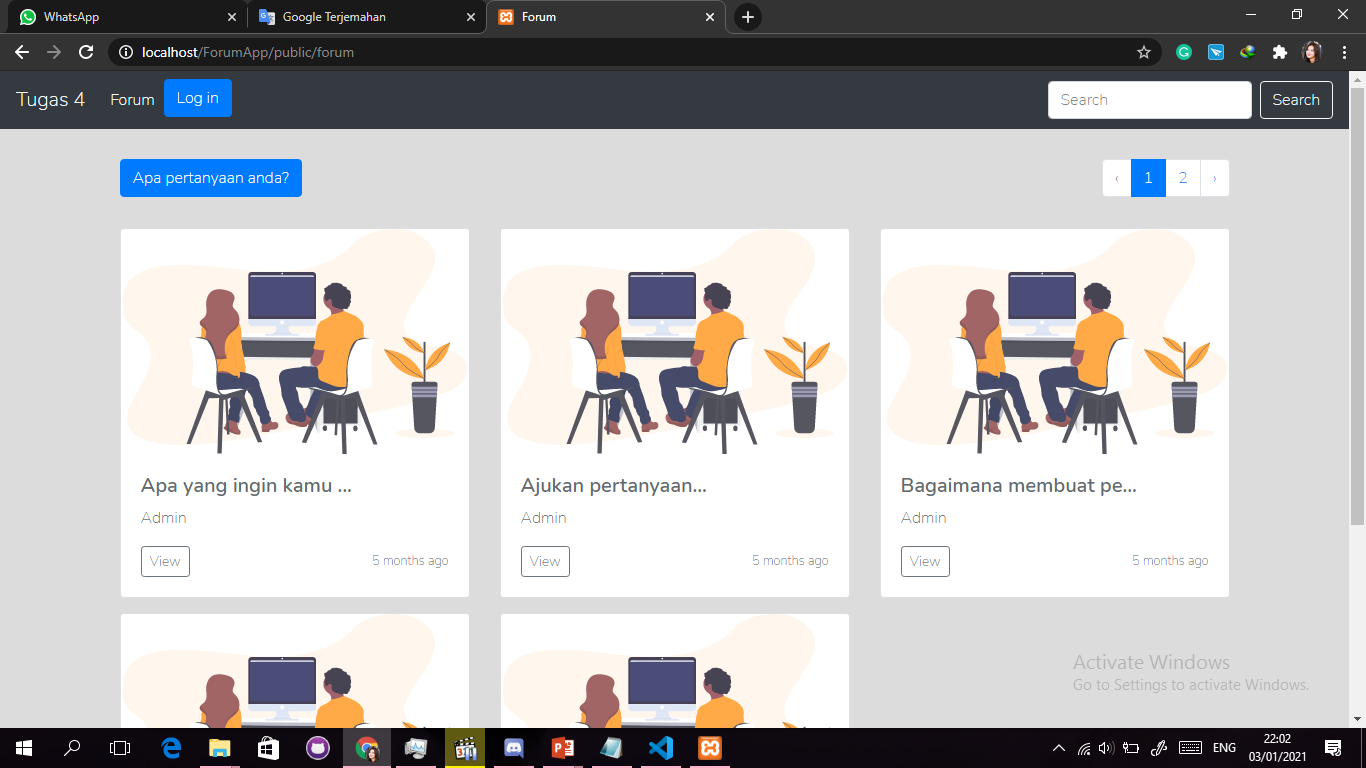 WhatsApp
Google Terjemahan
Forum
localhost/ForumApp/public/forum
Tugas 4
Forum
Log in
Search
Search
Apa pertanyaan anda?
‹ 1 2 ›
Apa yang ingin kamu ...
Admin
View
5 months ago
Ajukan pertanyaan...
Admin
View
5 months ago
Bagaimana membuat pe...
Admin
View
5 months ago
Activate Windows
Go to Settings to activate Windows.
ENG
22:02
03/01/2021